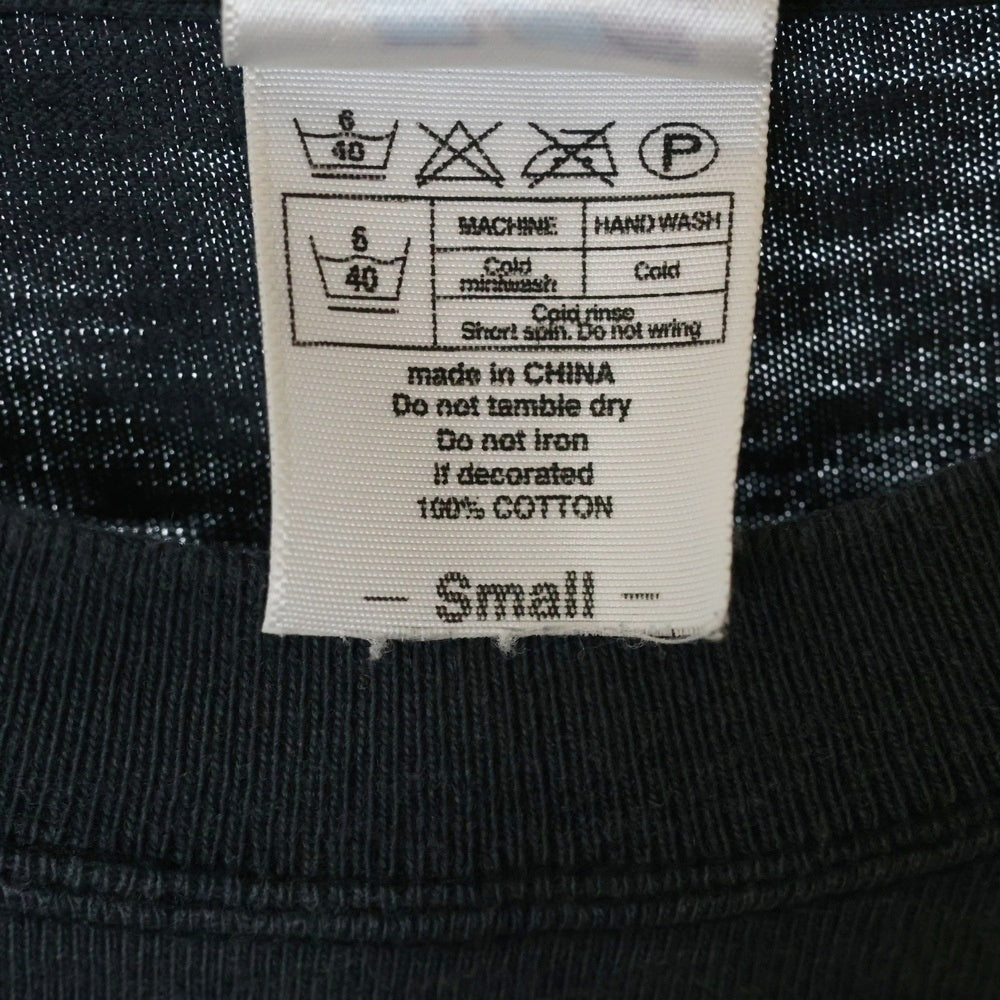 6
40
P
6
40
MACHINE
HAND WASH
Cold
miniwash
Cold
Cold rinse
Short spin. Do not wring
made in CHINA
Do not tamble dry
Do not iron
If decorated
100% COTTON
Small